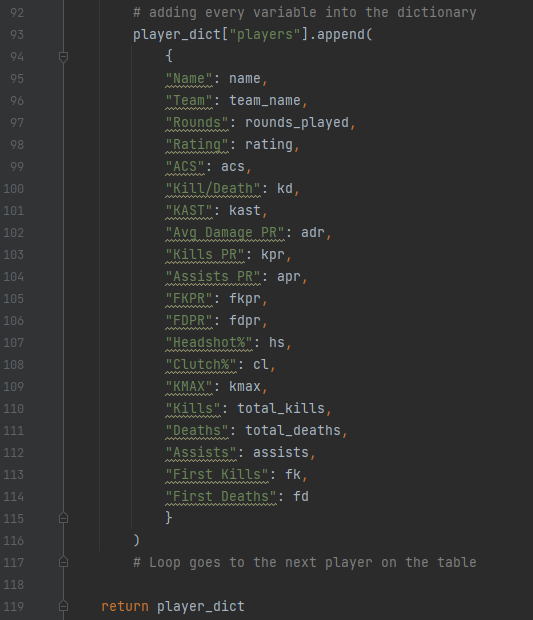 92 # adding every variable into the dictionary
93 player_dict["players"].append(
94 {
95 "Name": name,
96 "Team": team_name,
97 "Rounds": rounds_played,
98 "Rating": rating,
99 "ACS": acs,
100 "Kill/Death": kd,
101 "KAST": kast,
102 "Avg Damage PR": adr,
103 "Kills PR": kpr,
104 "Assists PR": apr,
105 "FKPR": fkpr,
106 "FDPR": fdpr,
107 "Headshot%": hs,
108 "Clutch%": cl,
109 "KMAX": kmax,
110 "Kills": total_kills,
111 "Deaths": total_deaths,
112 "Assists": assists,
113 "First Kills": fk,
114 "First Deaths": fd
115 }
116 )
117 # Loop goes to the next player on the table
118
119 return player_dict